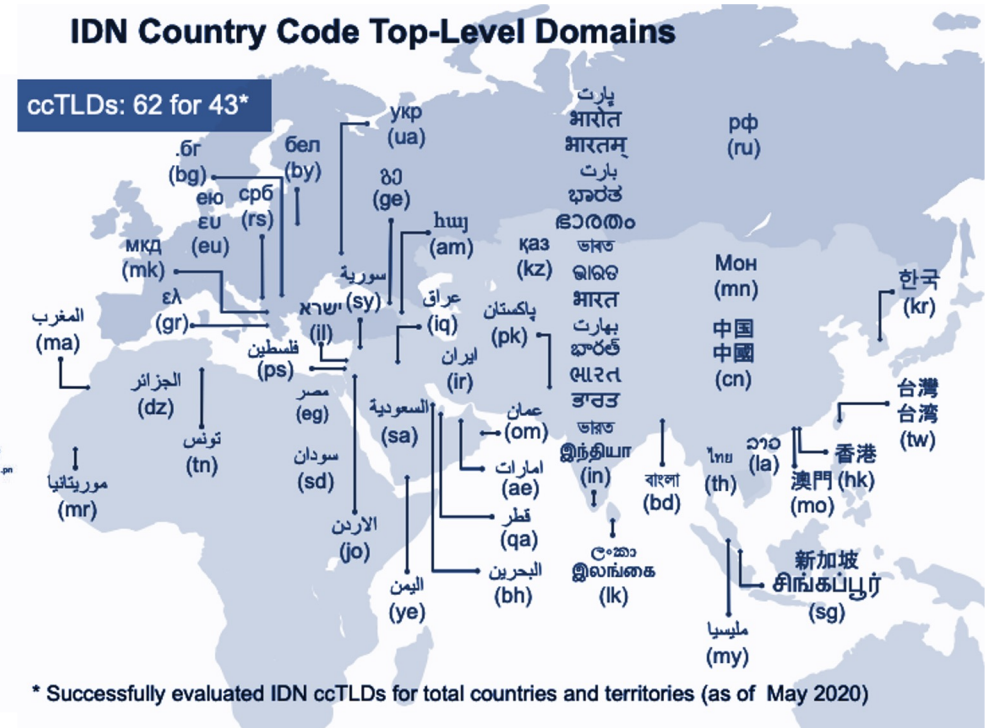 IDN Country Code Top-Level Domains
ccTLDs: 62 for 43*
укр
(ua)
.бг
(bg)
бел
(by)
გე
(ge)
ею
ευ
(eu)
срб
(rs)
հայ
(am)
мкд
(mk)
ελ
(gr)
سورية
(sy)
ישראל
(il)
عراق
(iq)
المغرب
(ma)
فلسطين
(ps)
ایران
(ir)
پاکستان
(pk)
қаз
(kz)
پارت
भारोत
भारतम्
بارت
ಭಾರತ
ഭാരതം
ভাৰত
ଭାରତ
भारत
بھارت
భారత్
ભારત
ਭਾਰਤ
ভারত
இந்தியா
(in)
рф
(ru)
Мон
(mn)
中国
中國
(cn)
한국
(kr)
台灣
台湾
(tw)
الجزائر
(dz)
تونس
(tn)
مصر
(eg)
السعودية
(sa)
عمان
(om)
سودان
(sd)
امارات
(ae)
موريتانيا
(mr)
الاردن
(jo)
قطر
(qa)
اليمن
(ye)
البحرين
(bh)
বাংলা
(bd)
ไทย
(th)
ລາວ
(la)
香港
(hk)
澳門
(mo)
ලංකා
இலங்கை
(lk)
新加坡
சிங்கப்பூர்
(sg)
مليسيا
(my)
.pn
* Successfully evaluated IDN ccTLDs for total countries and territories (as of May 2020)